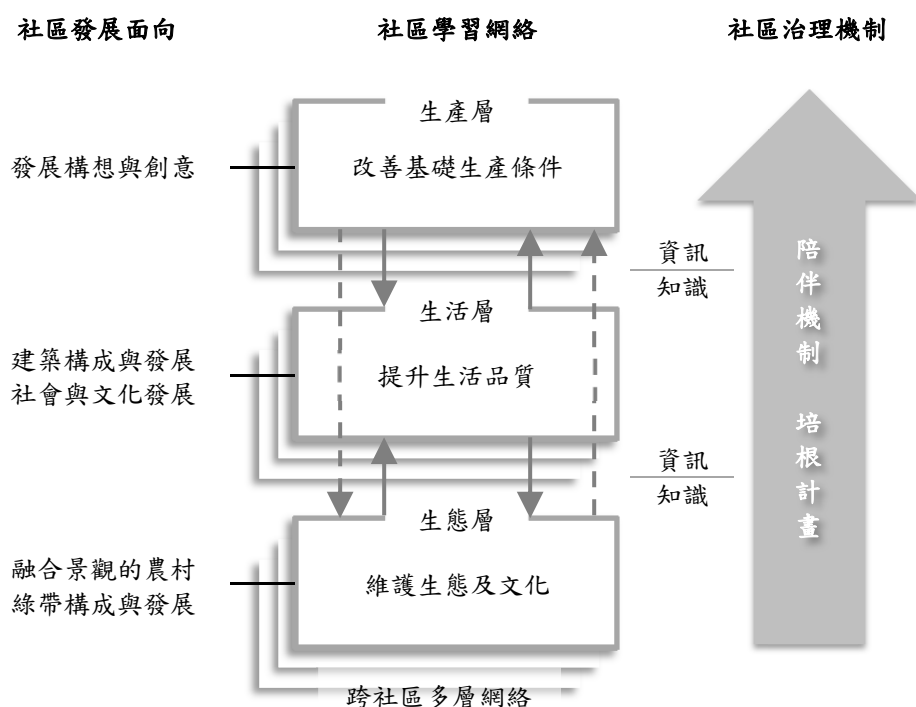 社區發展面向
社區學習網絡
社區治理機制
生產層
改善基礎生產條件
發展構想與創意
資訊
知識
生活層
提升生活品質
建築構成與發展
社會與文化發展
資訊
知識
生態層
維護生態及文化
融合景觀的農村
綠帶構成與發展
跨社區多層網絡
陪伴機制
培根計畫